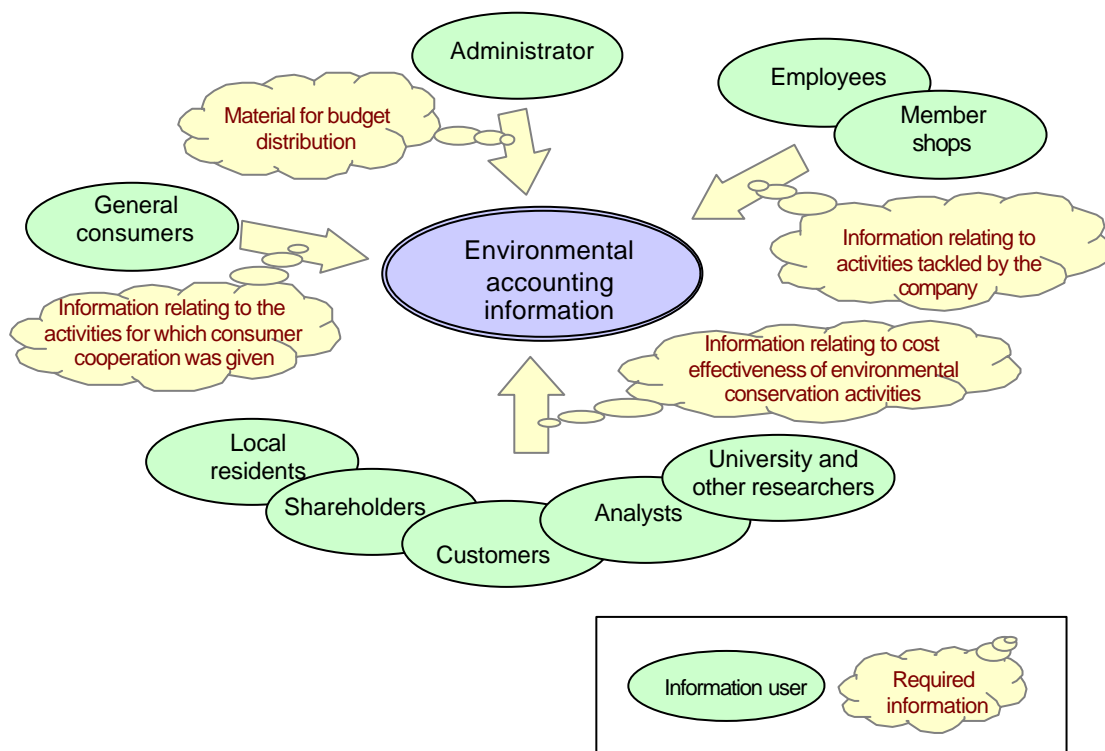 Administrator
Employees
Member
shops
Material for budget
distribution
General
consumers
Environmental
accounting
information
Information relating to
activities tackled by the
company
Information relating to the
activities for which consumer
cooperation was given
Information relating to cost
effectiveness of environmental
conservation activities
Local
residents
Shareholders
Customers
Analysts
University and
other researchers
Information user
Required
information